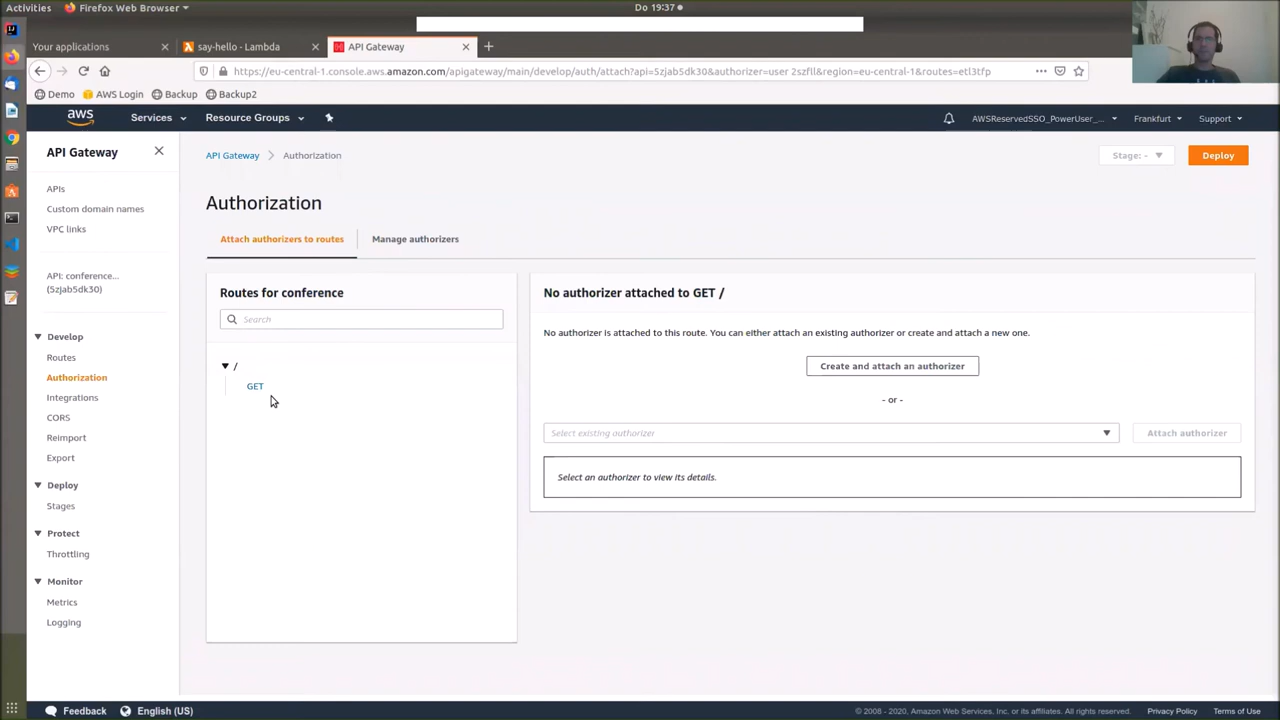 Activities Firefox Web Browser Do 19:37
Your applications say-hello - Lambda API Gateway
https://eu-central-1.console.aws.amazon.com/apigateway/main/develop/auth/attach?api=5zjab5dk30&authorizer=user 2szfll&region=eu-central-1&routes=etl3tfp
Demo AWS Login Backup Backup2
aws Services Resource Groups AWSReservedSSO_PowerUser_... Frankfurt Support
API Gateway
API Gateway Authorization Stage: - Deploy
APIs
Custom domain names
VPC links
API: conference...
(5zjab5dk30)
Develop
Routes
Authorization
Integrations
CORS
Reimport
Export
Deploy
Stages
Protect
Throttling
Monitor
Metrics
Logging
Authorization
Attach authorizers to routes Manage authorizers
Routes for conference
Search
/
GET
No authorizer attached to GET /
No authorizer is attached to this route. You can either attach an existing authorizer or create and attach a new one.
Create and attach an authorizer
- or -
Select existing authorizer Attach authorizer
Select an authorizer to view its details.
Feedback English (US) © 2008 - 2020, Amazon Web Services, Inc. or its affiliates. All rights reserved. Privacy Policy Terms of Use